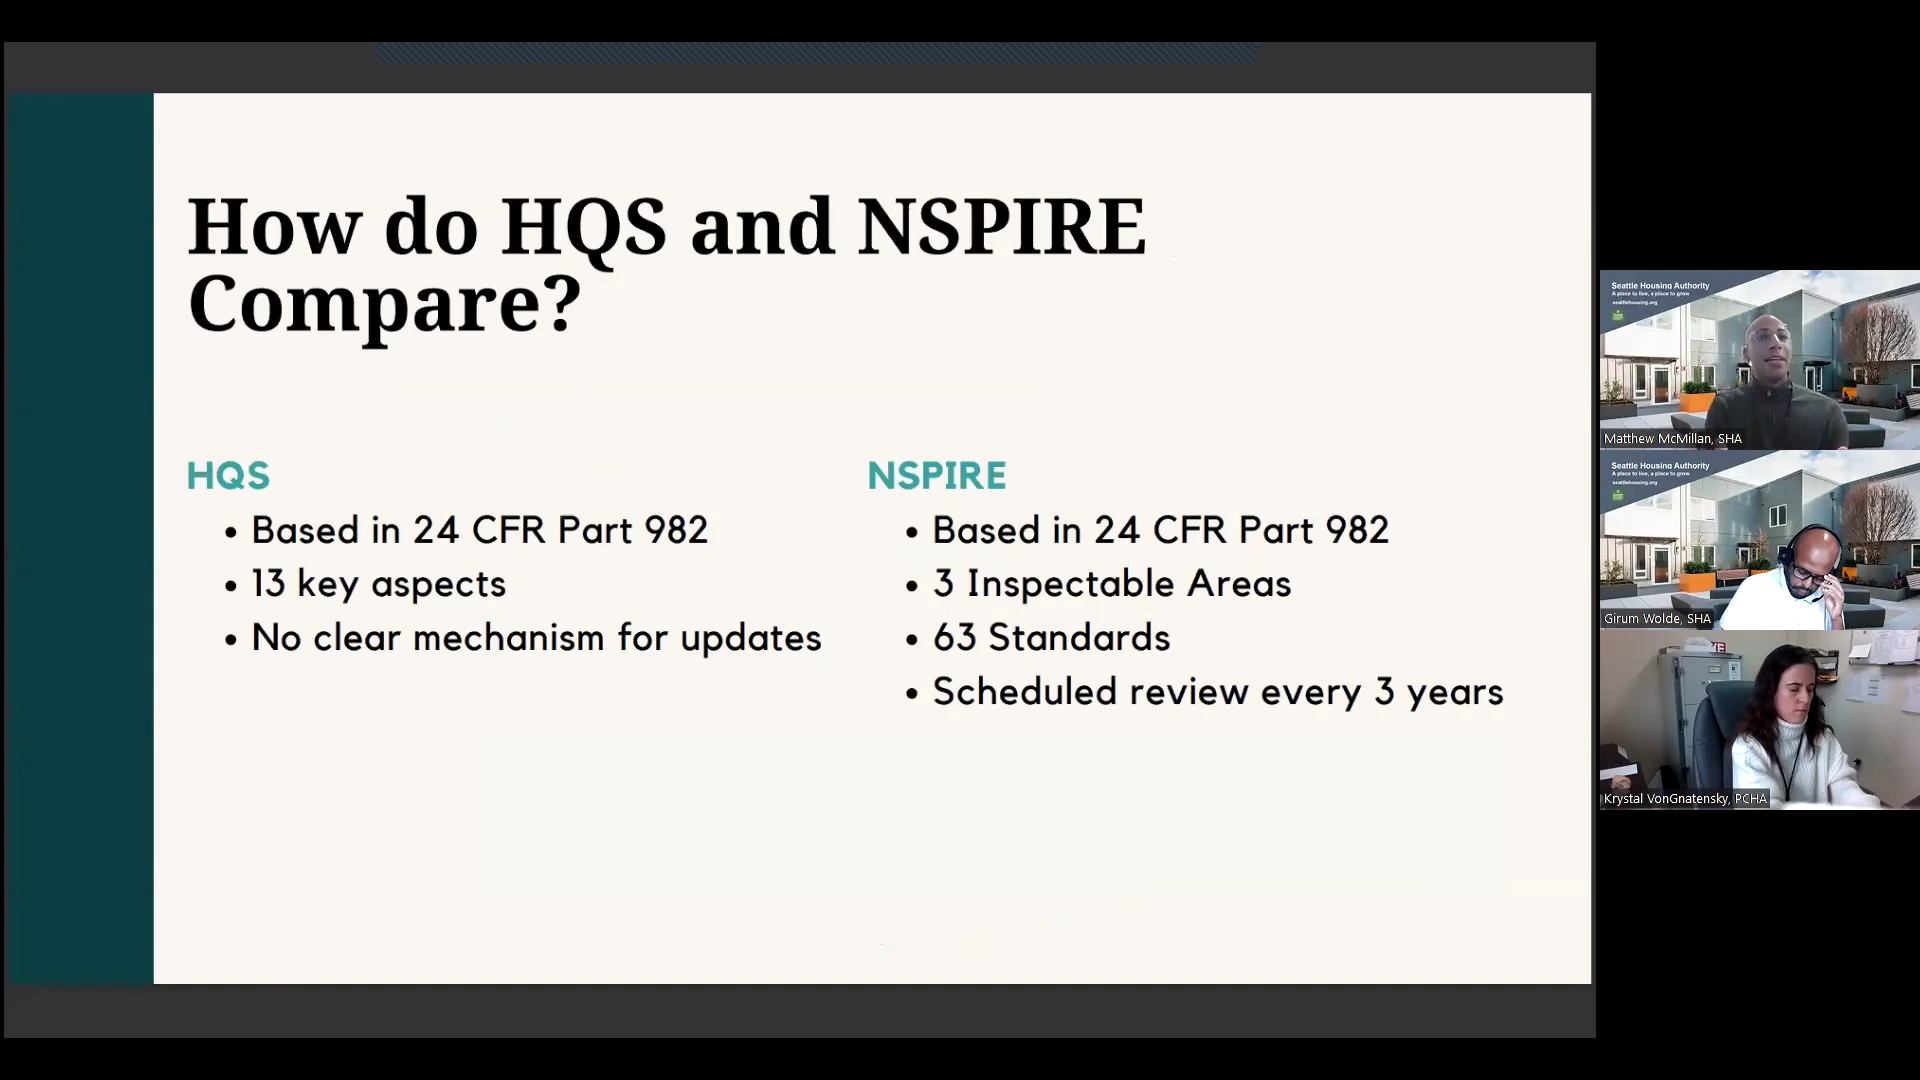 How do HQS and NSPIRE
Compare?
HQS
• Based in 24 CFR Part 982
• 13 key aspects
• No clear mechanism for updates
NSPIRE
• Based in 24 CFR Part 982
• 3 Inspectable Areas
• 63 Standards
• Scheduled review every 3 years
Seattle Housing Authority
A place to live, a place to grow
seattlehousing.org
Matthew McMillan, SHA
Seattle Housing Authority
A place to live, a place to grow
seattlehousing.org
Girum Wolde, SHA
Krystal VonGnatensky, PCHA